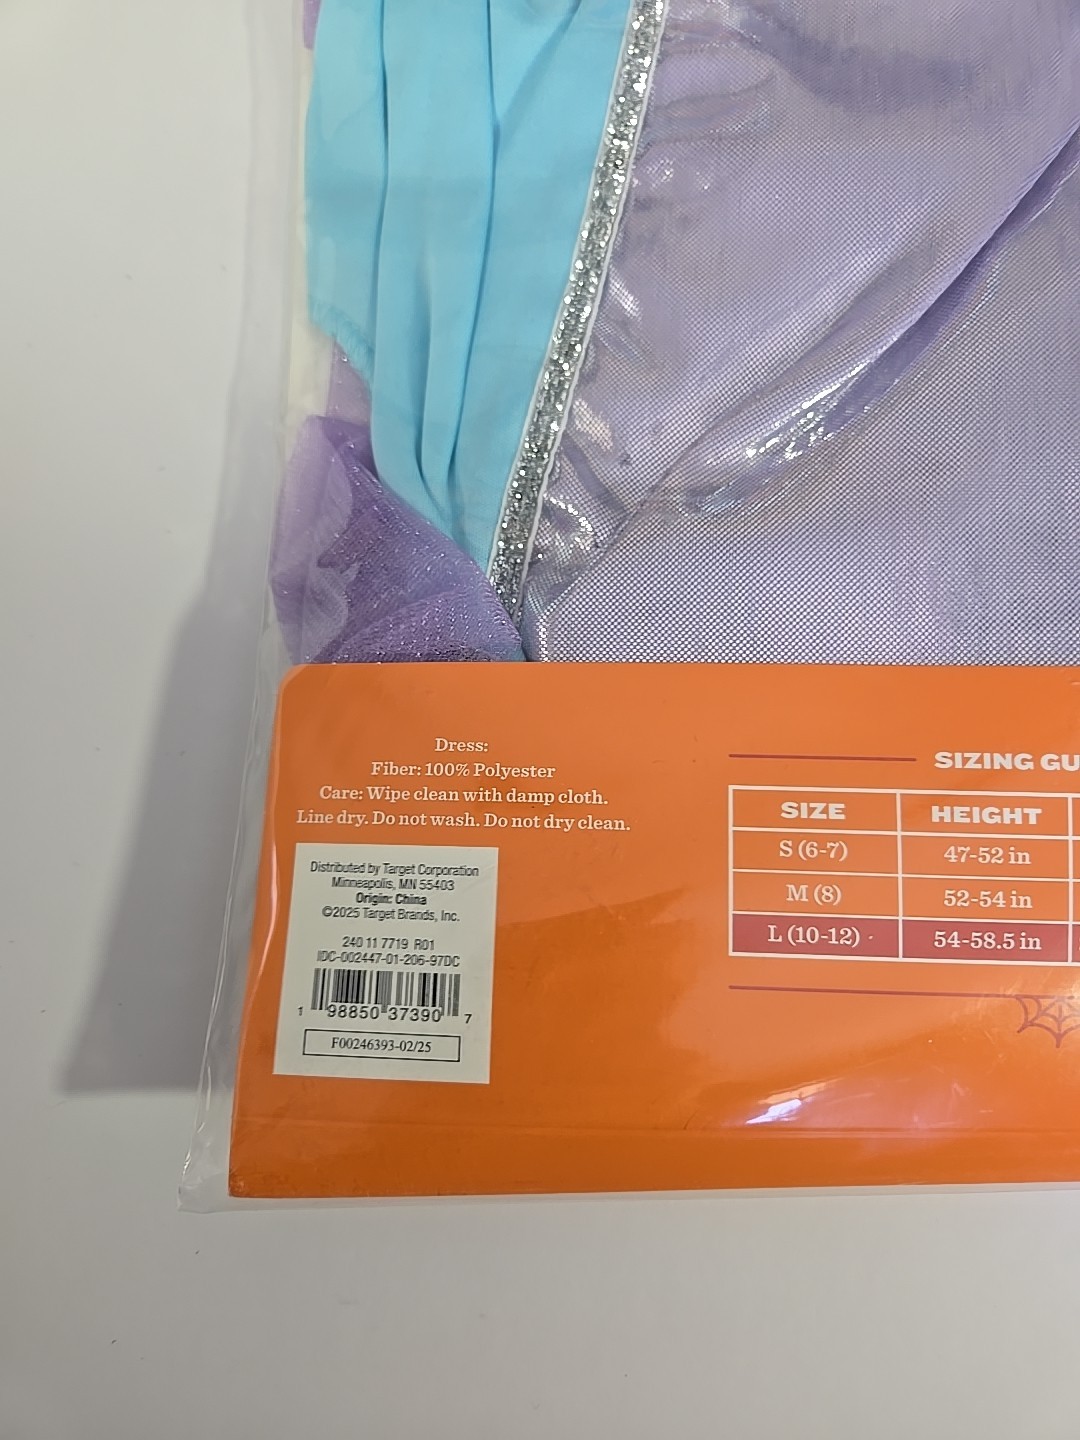 Dress:
Fiber: 100% Polyester
Care: Wipe clean with damp cloth.
Line dry. Do not wash. Do not dry clean.
Distributed by Target Corporation
Minneapolis, MN 55403
Origin: China
©2025 Target Brands, Inc.
240 11 7719 R01
IDC-002447-01-206-97DC
1 98850 37390 7
F00246393-02/25
SIZING GU
SIZE HEIGHT
S (6-7) 47-52 in
M (8) 52-54 in
L (10-12) 54-58.5 in